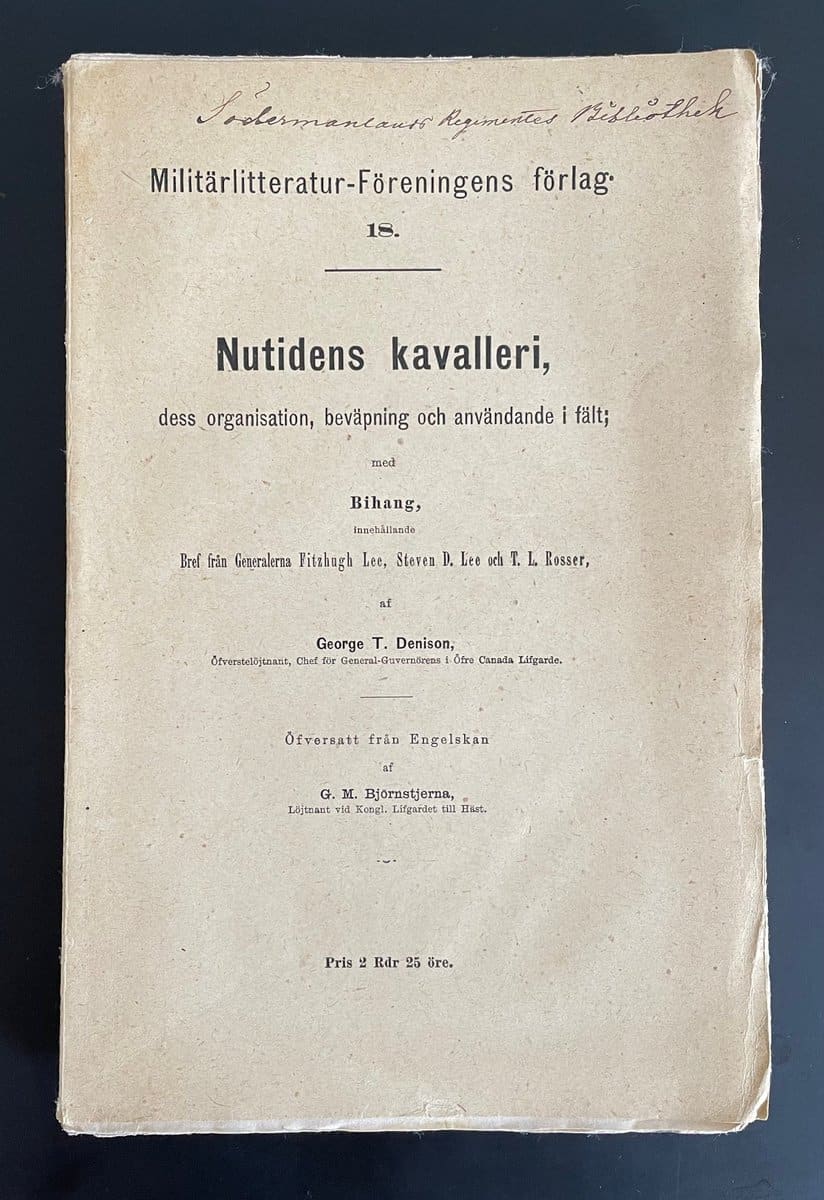 Södermanlands Regimentes Bibliothek
Militärlitteratur-Föreningens förlag.
18.
Nutidens kavalleri,
dess organisation, beväpning och användande i fält;
med
Bihang,
innehållande
Bref från Generalerna Fitzhugh Lee, Steven D. Lee och T. L. Rosser,
af
George T. Denison,
Öfverstelöjtnant, Chef för General-Guvernörens i Öfre Canada Lifgarde.
Öfversatt från Engelskan
af
G. M. Björnstjerna,
Löjtnant vid Kongl. Lifgardet till Häst.
Pris 2 Rdr 25 öre.